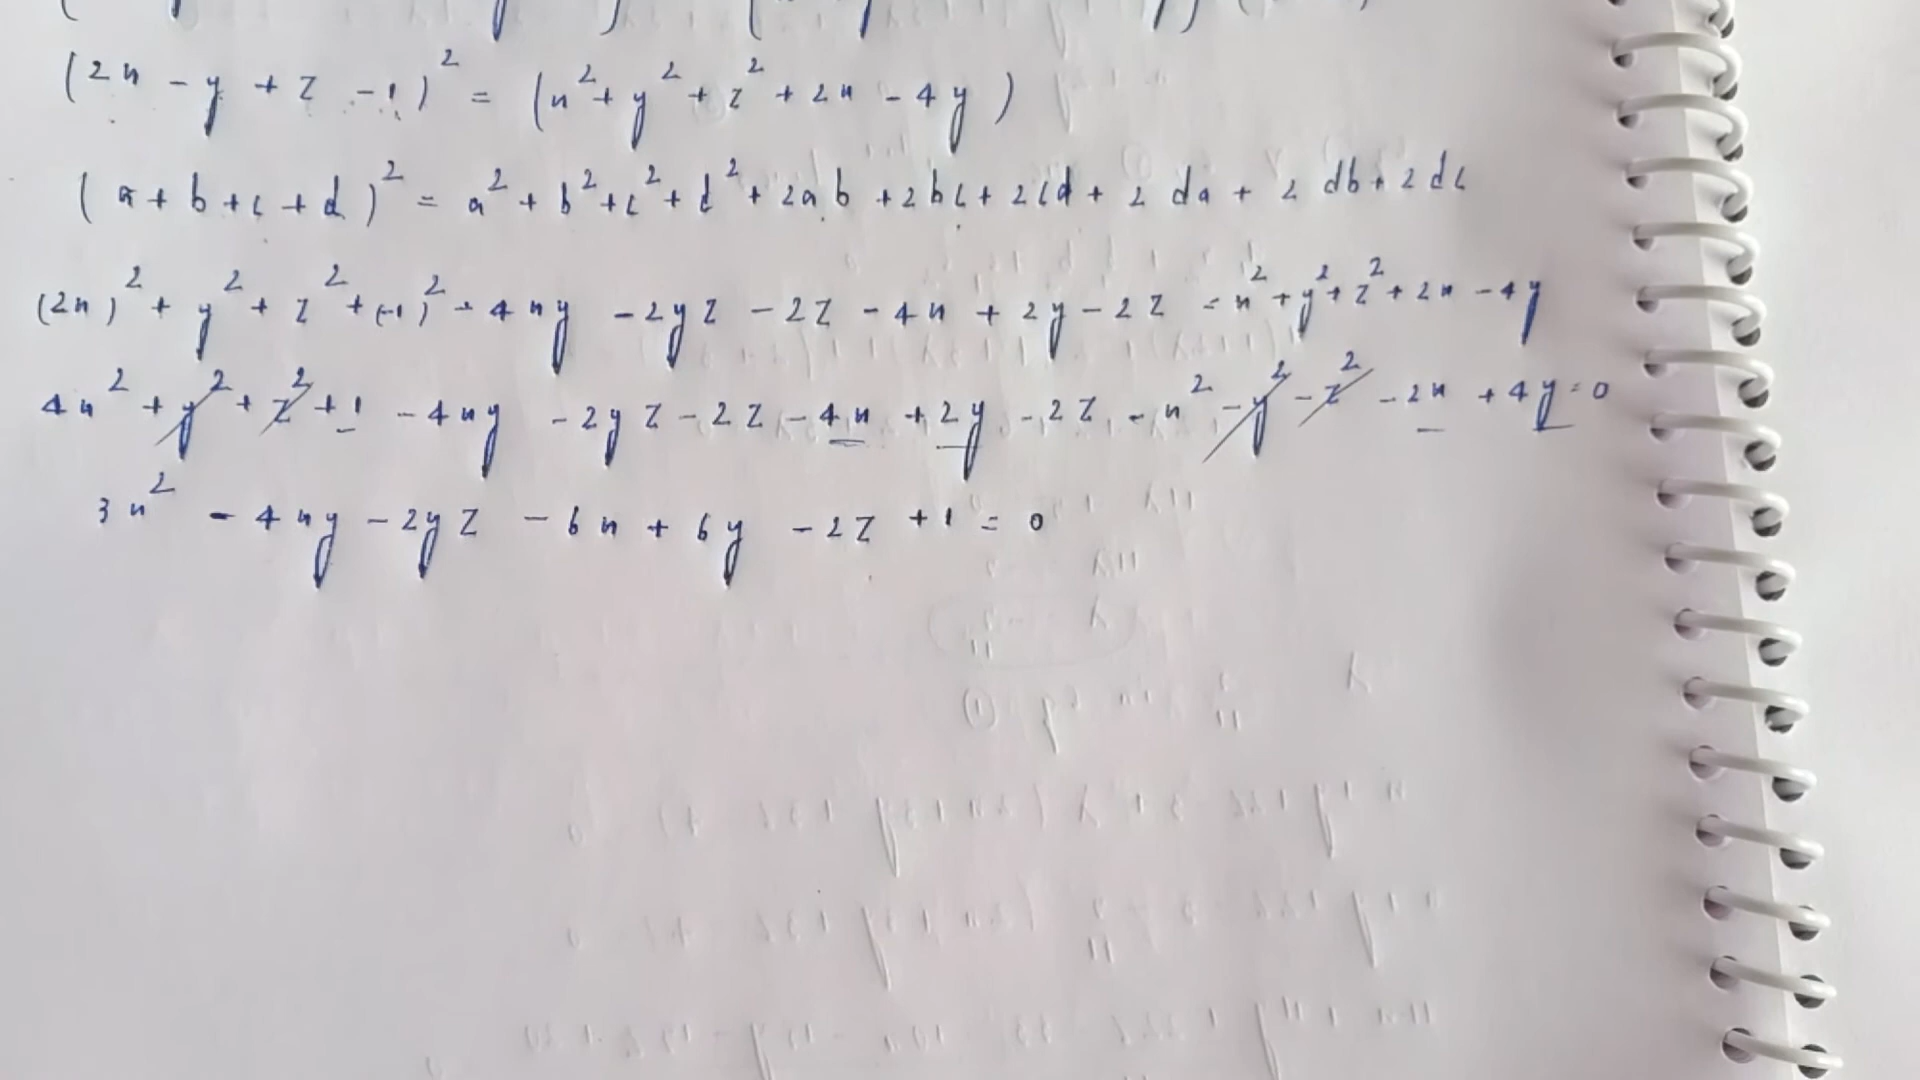 (2x - y + z - 1)² = (x² + y² + z² + 2x - 4y)
(a + b + c + d)² = a² + b² + c² + d² + 2ab + 2bc + 2cd + 2da + 2db + 2dc
(2x)² + y² + z² + (-1)² - 4xy - 2yz - 2z - 4x + 2y - 2z = x² + y² + z² + 2x - 4y
4x² + y² + z² + 1 - 4xy - 2yz - 2z - 4x + 2y - 2z - x² - y² - z² - 2x + 4y = 0
3x² - 4xy - 2yz - 6x + 6y - 2z + 1 = 0